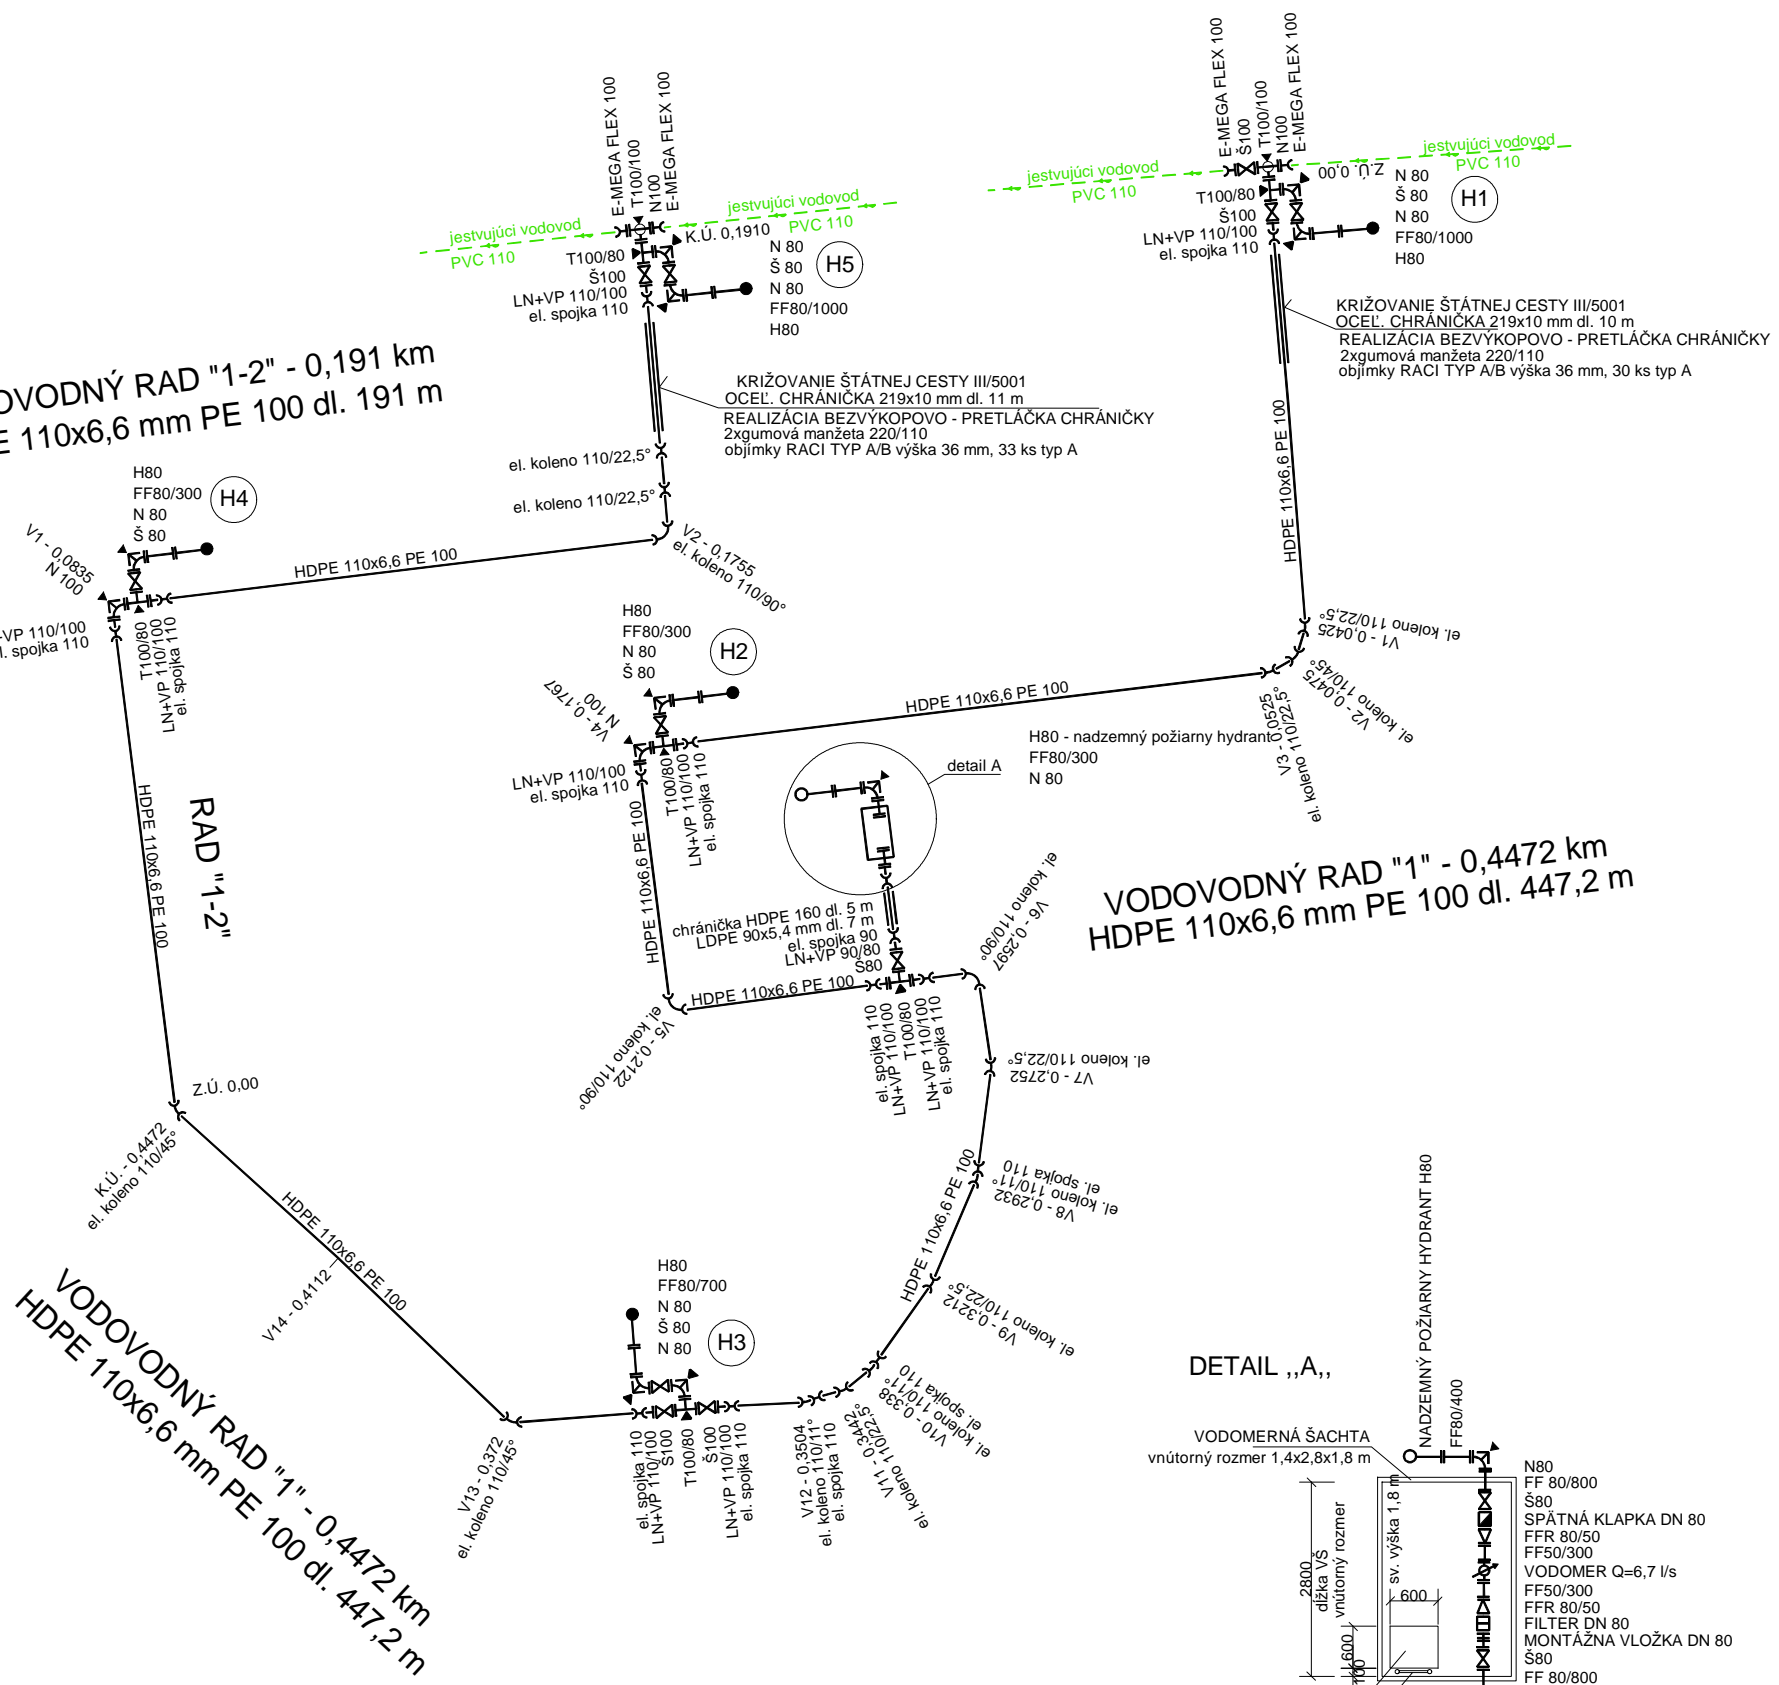 E-MEGA FLEX 100
T100/100
N100
E-MEGA FLEX 100
jestvujúci vodovod
PVC 110
jestvujúci vodovod
PVC 110
K.Ú. 0,1910
T100/80
Š100
LN+VP 110/100
el. spojka 110
N 80
Š 80
N 80
FF80/1000
H80
H5
E-MEGA FLEX 100
Š100
T100/100
N100
E-MEGA FLEX 100
jestvujúci vodovod
PVC 110
jestvujúci vodovod
PVC 110
Z.Ú. 0,00
T100/80
Š100
LN+VP 110/100
el. spojka 110
N 80
Š 80
N 80
FF80/1000
H80
H1
KRIŽOVANIE ŠTÁTNEJ CESTY III/5001
OCEĽ. CHRÁNIČKA 219x10 mm dl. 10 m
REALIZÁCIA BEZVÝKOPOVO - PRETLÁČKA CHRÁNIČKY
2xgumová manžeta 220/110
objímky RACI TYP A/B výška 36 mm, 30 ks typ A
OVODNÝ RAD "1-2" - 0,191 km
E 110x6,6 mm PE 100 dl. 191 m
KRIŽOVANIE ŠTÁTNEJ CESTY III/5001
OCEĽ. CHRÁNIČKA 219x10 mm dl. 11 m
REALIZÁCIA BEZVÝKOPOVO - PRETLÁČKA CHRÁNIČKY
2xgumová manžeta 220/110
objímky RACI TYP A/B výška 36 mm, 33 ks typ A
el. koleno 110/22,5°
el. koleno 110/22,5°
V2 - 0,1755
el. koleno 110/90°
HDPE 110x6,6 PE 100
H80
FF80/300
N 80
Š 80
H4
V1 - 0,0835
N 100
VP 110/100
l. spojka 110
T100/80
LN+VP 110/100
el. spojka 110
HDPE 110x6,6 PE 100
HDPE 110x6,6 PE 100
RAD "1-2"
H80
FF80/300
N 80
Š 80
H2
V4 - 0,1767
N 100
LN+VP 110/100
el. spojka 110
T100/80
LN+VP 110/100
el. spojka 110
HDPE 110x6,6 PE 100
V1 - 0,0425
el. koleno 110/22,5°
V2 - 0,0475
el. koleno 110/45°
V3 - 0,0525
el. koleno 110/22,5°
H80 - nadzemný požiarny hydrant
FF80/300
N 80
detail A
HDPE 110x6,6 PE 100
VODOVODNÝ RAD "1" - 0,4472 km
HDPE 110x6,6 mm PE 100 dl. 447,2 m
chránička HDPE 160 dl. 5 m
LDPE 90x5,4 mm dl. 7 m
el. spojka 90
LN+VP 90/80
Š80
HDPE 110x6,6 PE 100
V5 - 0,2122
el. koleno 110/90°
el. spojka 110
LN+VP 110/100
T100/80
LN+VP 110/100
el. spojka 110
V6 - 0,2597
el. koleno 110/90°
V7 - 0,2752
el. koleno 110/22,5°
V8 - 0,2932
el. koleno 110/11°
el. spojka 110
HDPE 110x6,6 PE 100
V9 - 0,3212
el. koleno 110/22,5°
V10 - 0,338
el. koleno 110/11°
el. spojka 110
V11 - 0,3442
el. koleno 110/22,5°
V12 - 0,3504
el. koleno 110/11°
el. spojka 110
Z.Ú. 0,00
K.Ú. - 0,4472
el. koleno 110/45°
HDPE 110x6,6 PE 100
V14 - 0,4112
V13 - 0,372
el. koleno 110/45°
H80
FF80/700
N 80
Š 80
N 80
H3
el. spojka 110
LN+VP 110/100
Š100
T100/80
Š100
LN+VP 110/100
el. spojka 110
VODOVODNÝ RAD "1" - 0,4472 km
HDPE 110x6,6 mm PE 100 dl. 447,2 m
DETAIL ,,A,,
NADZEMNÝ POŽIARNY HYDRANT H80
FF80/400
VODOMERNÁ ŠACHTA
vnútorný rozmer 1,4x2,8x1,8 m
2800
dĺžka VŠ
vnútorný rozmer
sv. výška 1,8 m
600
600
100
N80
FF 80/800
Š80
SPÄTNÁ KLAPKA DN 80
FFR 80/50
FF50/300
VODOMER Q=6,7 l/s
FF50/300
FFR 80/50
FILTER DN 80
MONTÁŽNA VLOŽKA DN 80
Š80
FF 80/800